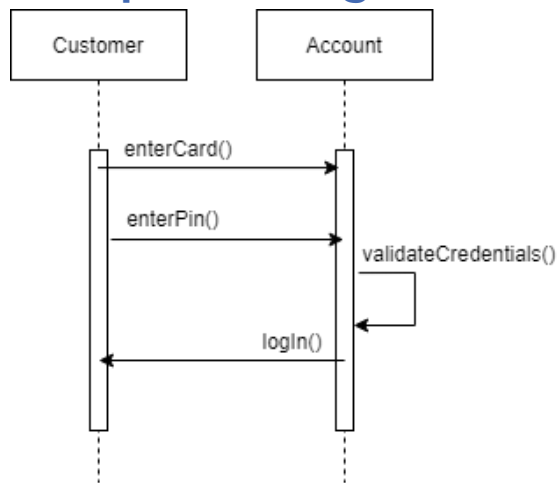 Customer
Account
enterCard()
enterPin()
validateCredentials()
logIn()